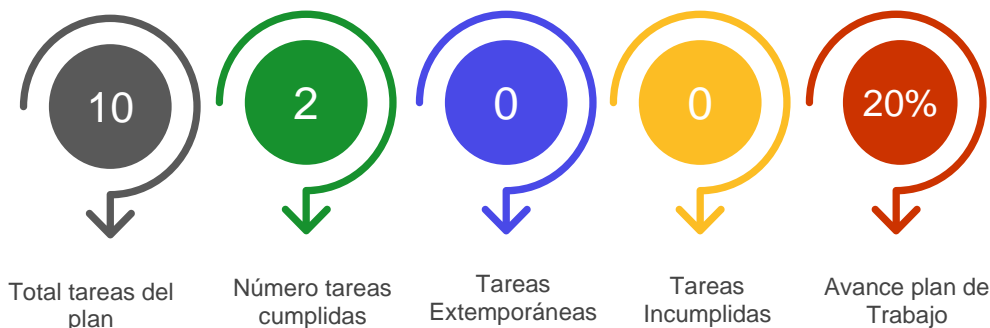 10
2
0
0
20%
Total tareas del
plan
Número tareas
cumplidas
Tareas
Extemporáneas
Tareas
Incumplidas
Avance plan de
Trabajo